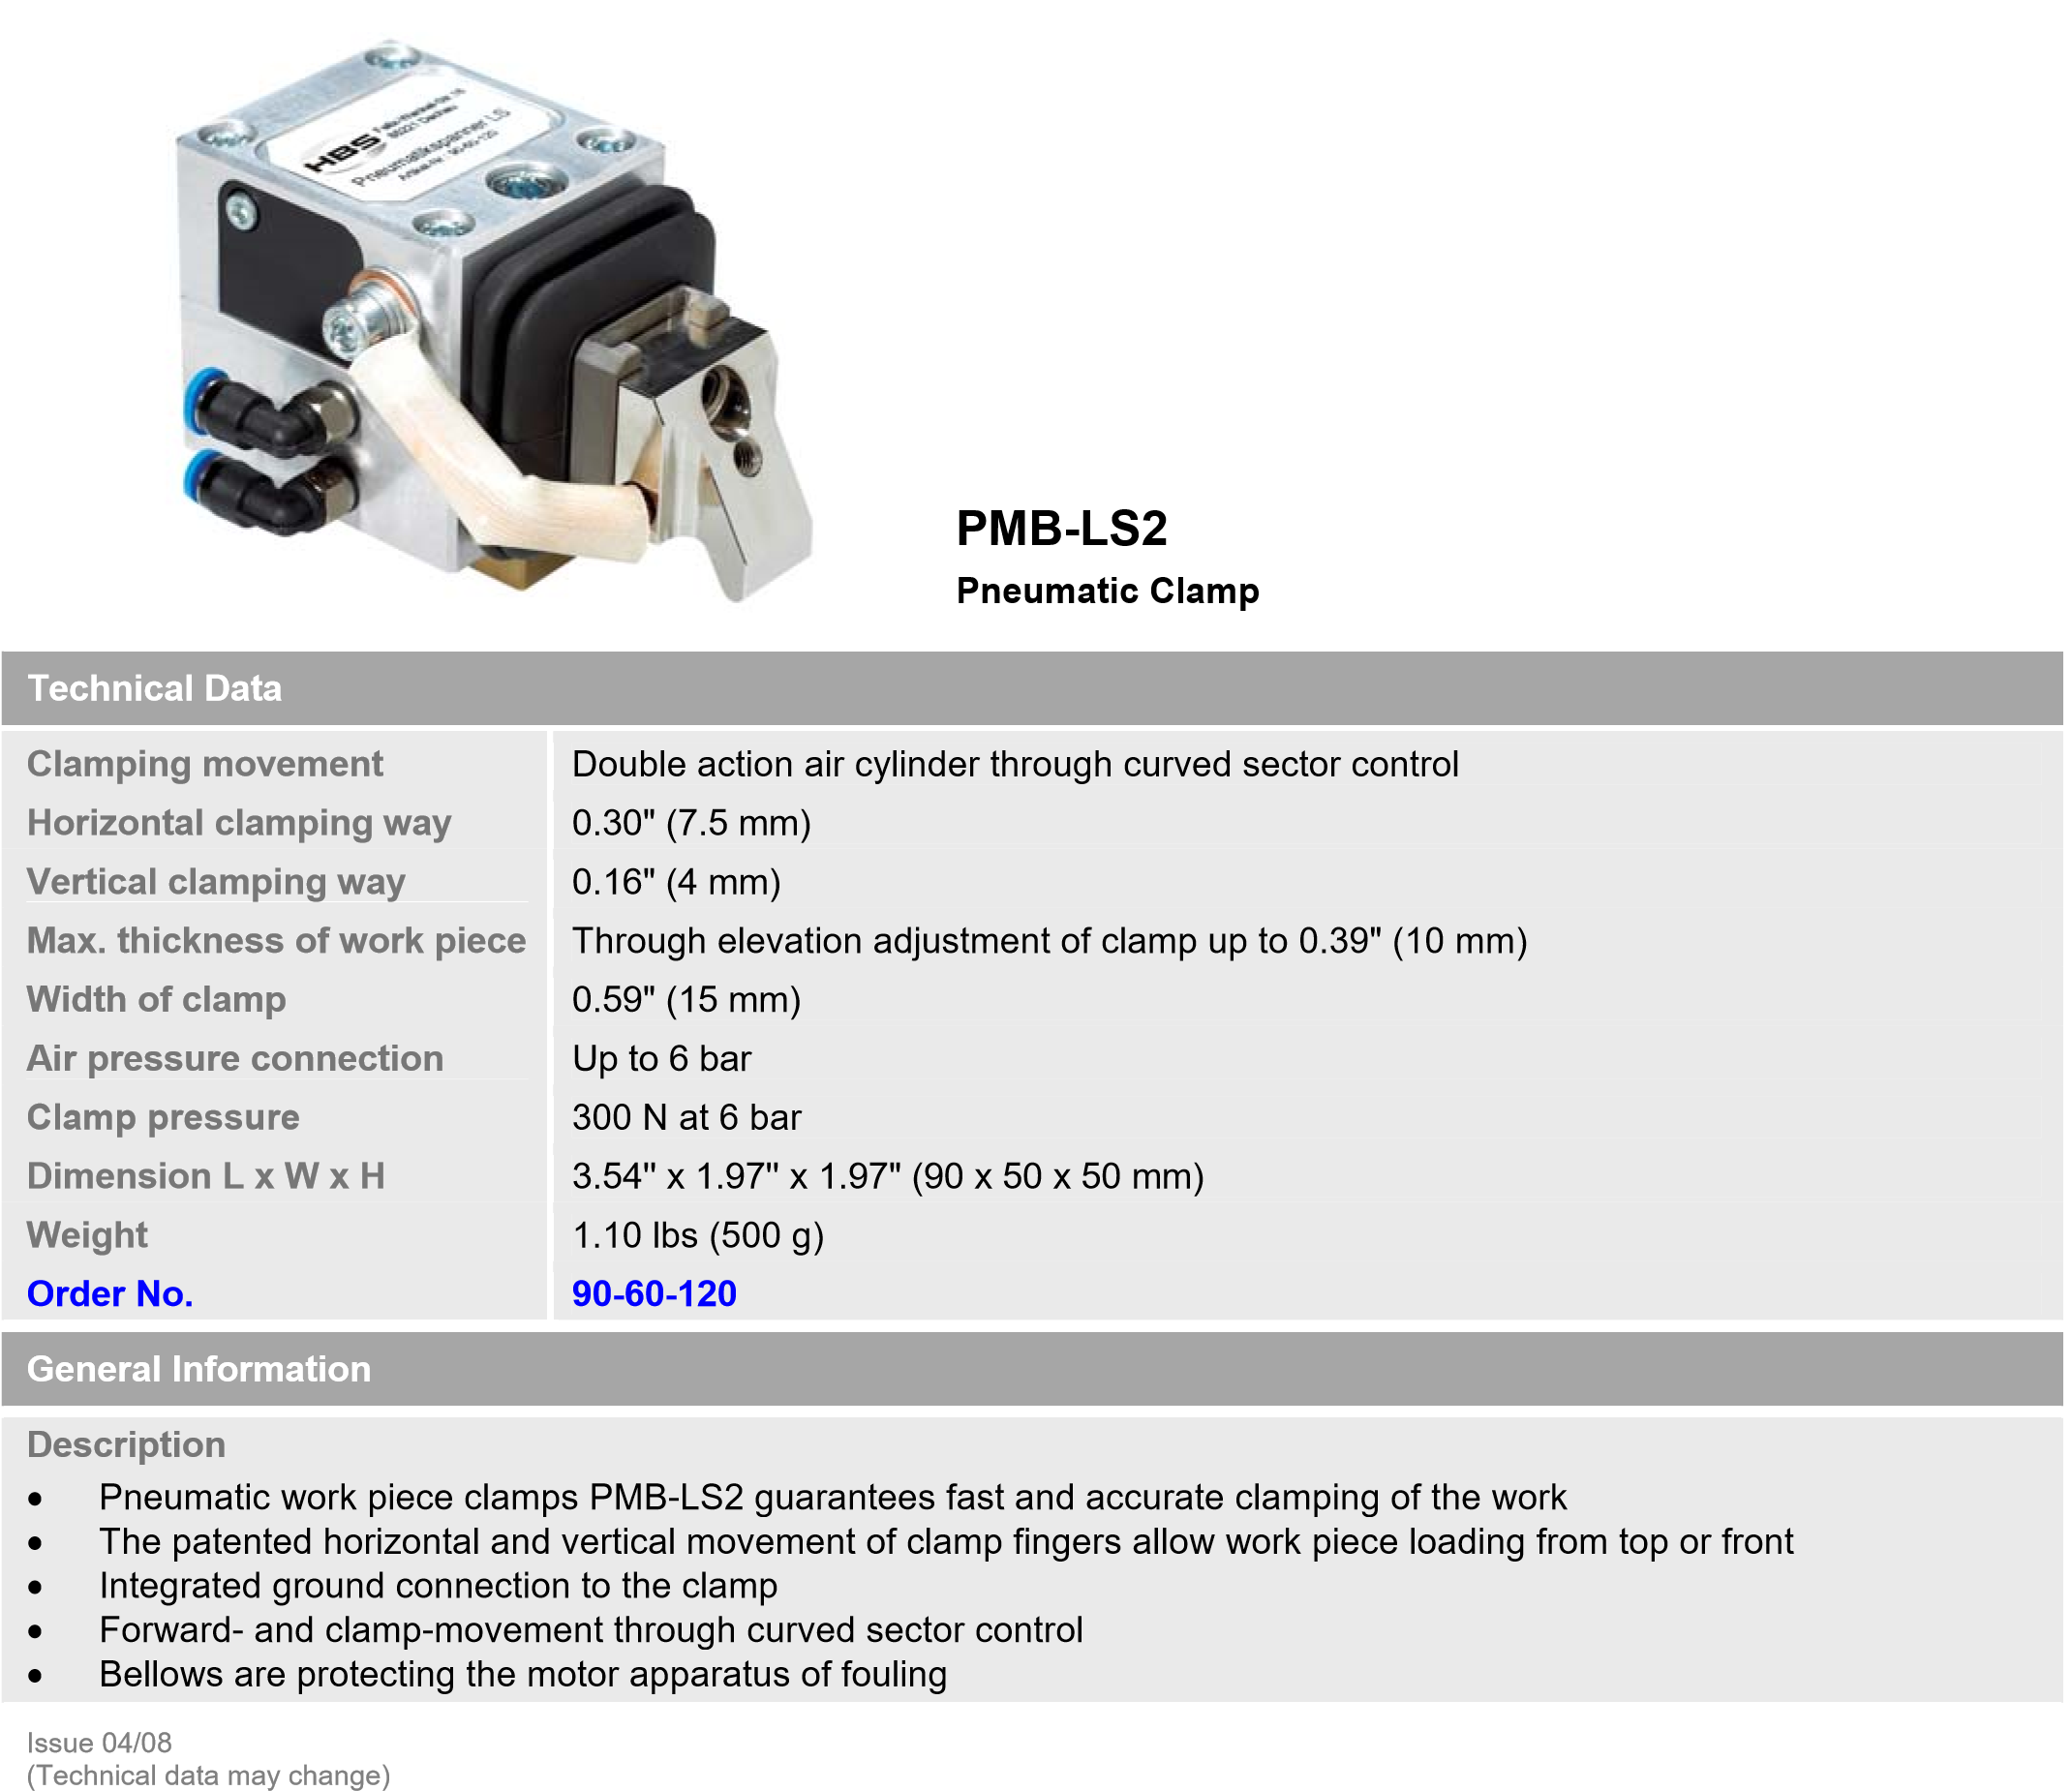 HBS
Pneumatikspanner LS
90-60-120
PMB-LS2
Pneumatic Clamp
Technical Data
Clamping movement Double action air cylinder through curved sector control
Horizontal clamping way 0.30" (7.5 mm)
Vertical clamping way 0.16" (4 mm)
Max. thickness of work piece Through elevation adjustment of clamp up to 0.39" (10 mm)
Width of clamp 0.59" (15 mm)
Air pressure connection Up to 6 bar
Clamp pressure 300 N at 6 bar
Dimension L x W x H 3.54" x 1.97" x 1.97" (90 x 50 x 50 mm)
Weight 1.10 lbs (500 g)
Order No. 90-60-120
General Information
Description
• Pneumatic work piece clamps PMB-LS2 guarantees fast and accurate clamping of the work
• The patented horizontal and vertical movement of clamp fingers allow work piece loading from top or front
• Integrated ground connection to the clamp
• Forward- and clamp-movement through curved sector control
• Bellows are protecting the motor apparatus of fouling
Issue 04/08
(Technical data may change)